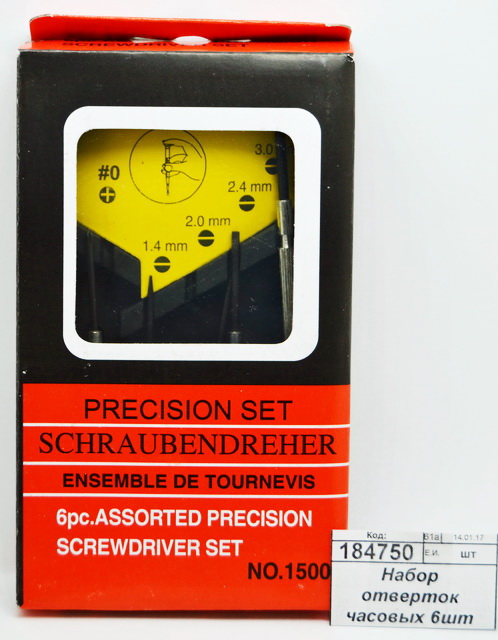 SCREWDRIVER SET
3.0
#0
2.4 mm
2.0 mm
1.4 mm
PRECISION SET
SCHRAUBENDREHER
ENSEMBLE DE TOURNEVIS
6pc.ASSORTED PRECISION
SCREWDRIVER SET
NO.1500
Код: 61а 14.01.17
184750 Е.И. шт
Набор
отверток
часовых 6шт